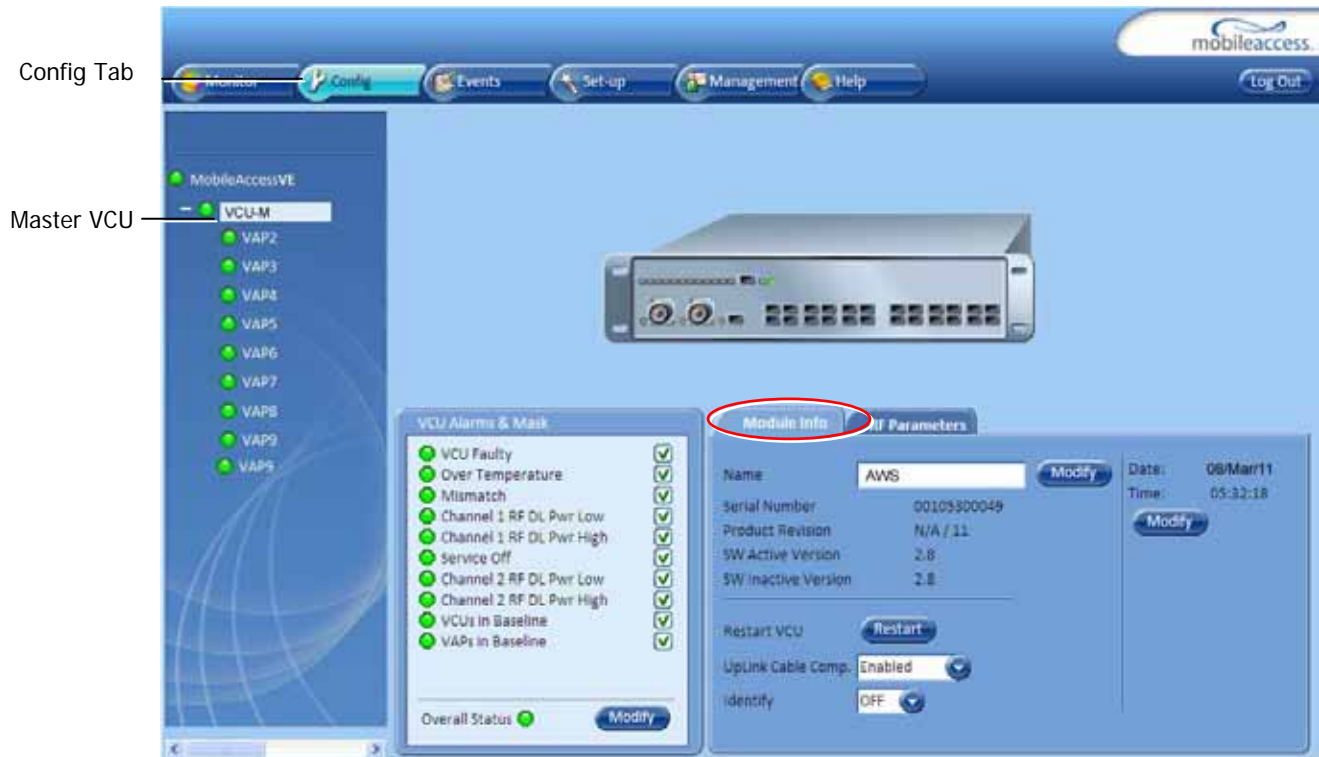 mobileaccess.
Config Tab
Monitor Config Events Set-up Management Help Log Out
MobileAccessVE
Master VCU
VCU-M
VAP2
VAP3
VAP4
VAP5
VAP6
VAP7
VAP8
VAP9
VAP9
VCU Alarms & Mask
VCU Faulty
Over Temperature
Mismatch
Channel 1 RF DL Pwr Low
Channel 1 RF DL Pwr High
Service Off
Channel 2 RF DL Pwr Low
Channel 2 RF DL Pwr High
VCUs in Baseline
VAPs in Baseline
Overall Status Modify
Module Info RF Parameters
Name AWS Modify
Serial Number 00105300049
Product Revision N/A / 11
SW Active Version 2.8
SW Inactive Version 2.8
Restart VCU Restart
UpLink Cable Comp. Enabled
Identify OFF
Date: 08/Mar/11
Time: 05:32:18
Modify